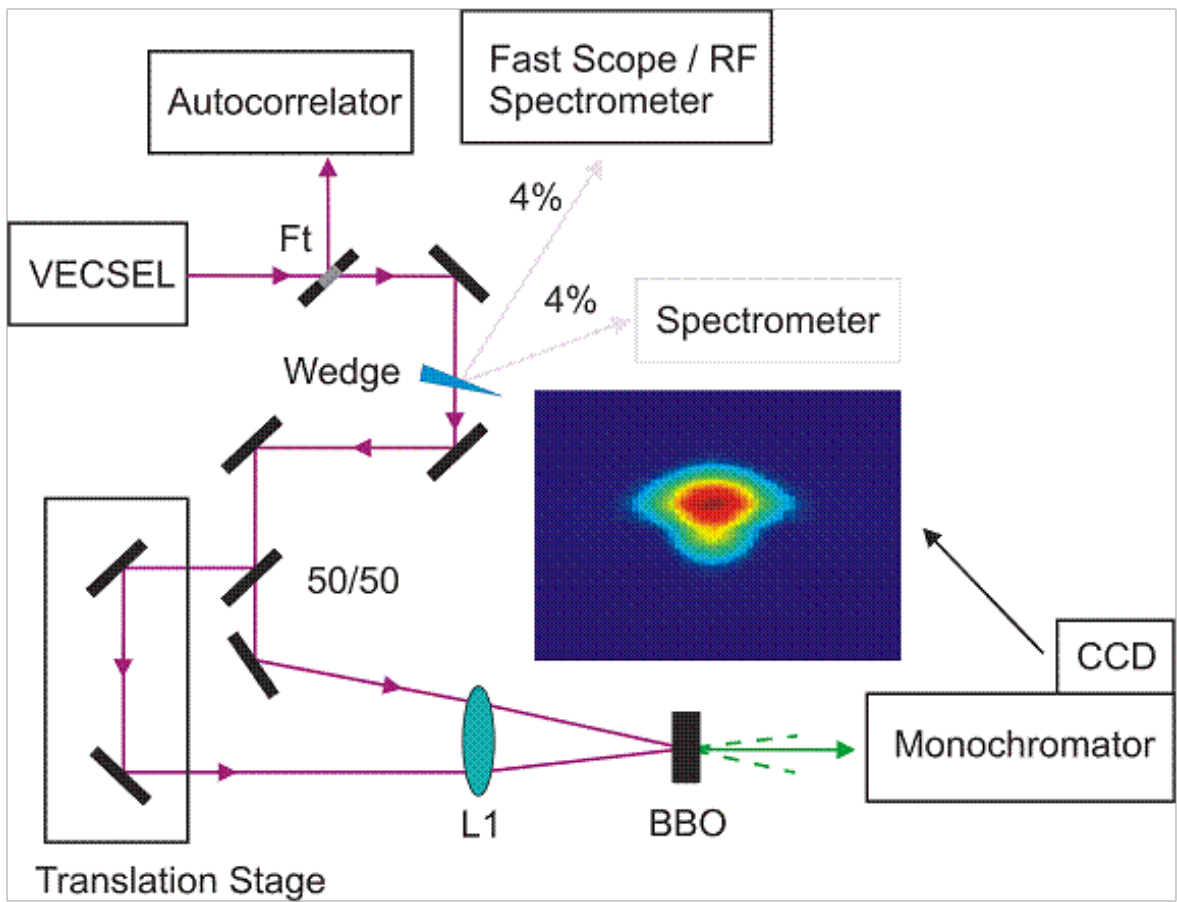 Fast Scope / RF
Spectrometer
Autocorrelator
4%
Ft
VECSEL
4%
Spectrometer
Wedge
50/50
CCD
Monochromator
L1
BBO
Translation Stage